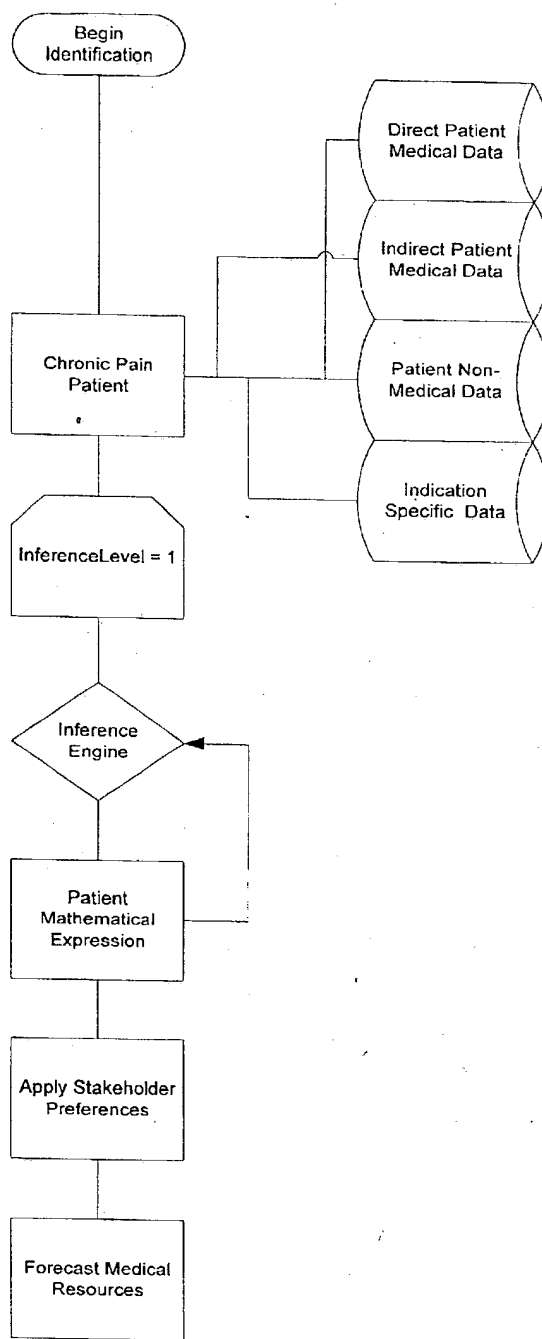 Begin
Identification
Direct Patient
Medical Data
Indirect Patient
Medical Data
Patient Non-
Medical Data
Indication
Specific Data
Chronic Pain
Patient
InferenceLevel = 1
Inference
Engine
Patient
Mathematical
Expression
Apply Stakeholder
Preferences
Forecast Medical
Resources